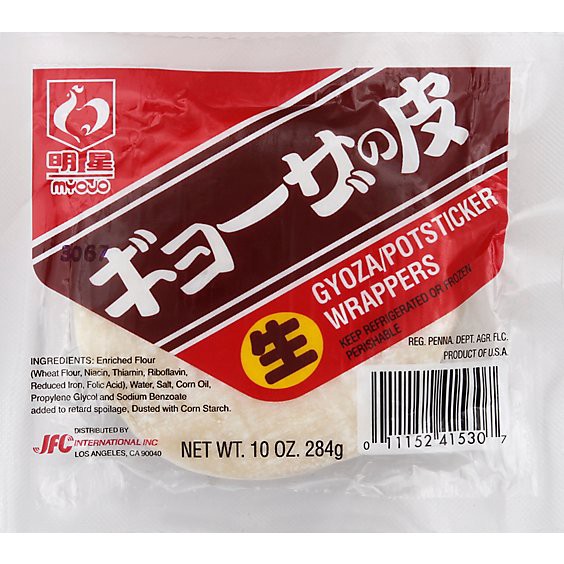 明星
MYOJO
ギョーザの皮
3067
GYOZA/POTSTICKER
WRAPPERS
KEEP REFRIGERATED OR FROZEN
PERISHABLE
生
REG. PENNA. DEPT. AGR. FLC.
PRODUCT OF U.S.A.
INGREDIENTS: Enriched Flour
(Wheat Flour, Niacin, Thiamin, Riboflavin,
Reduced Iron, Folic Acid), Water, Salt, Corn Oil,
Propylene Glycol and Sodium Benzoate
added to retard spoilage, Dusted with Corn Starch.
DISTRIBUTED BY
JFC INTERNATIONAL INC
LOS ANGELES, CA 90040
NET WT. 10 OZ. 284g
0 11152 41530 7